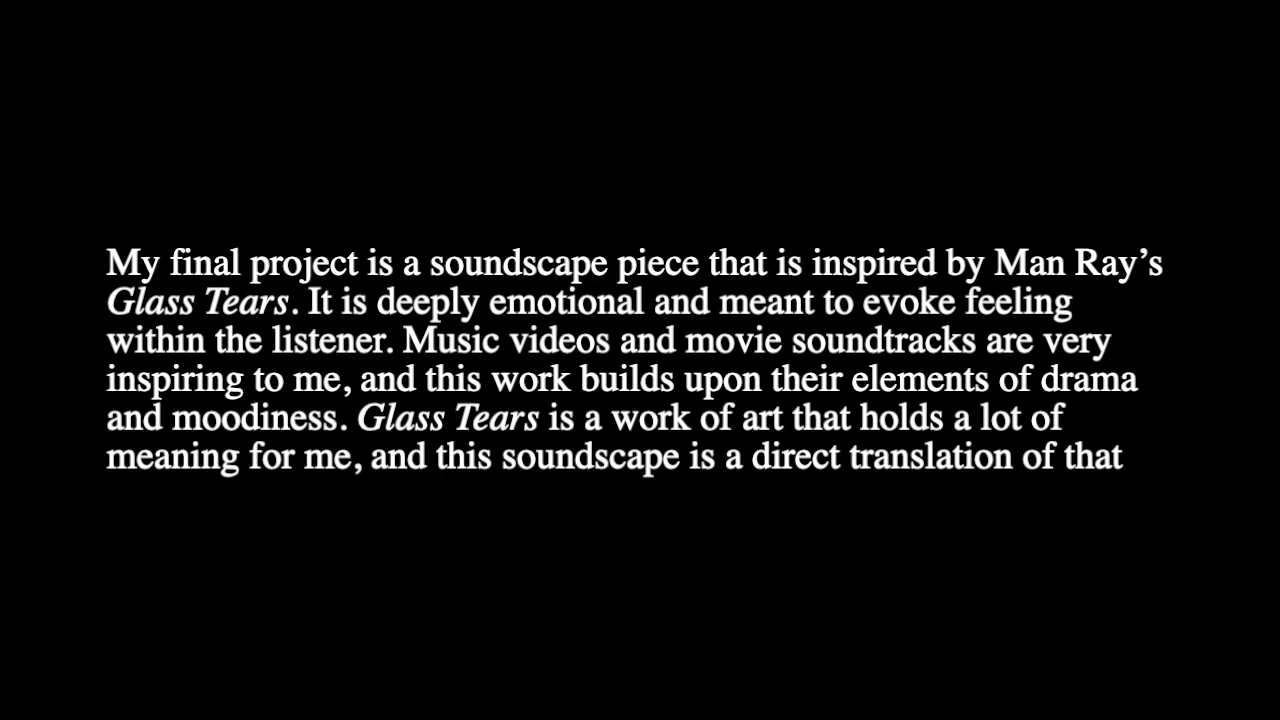 My final project is a soundscape piece that is inspired by Man Ray’s
Glass Tears. It is deeply emotional and meant to evoke feeling
within the listener. Music videos and movie soundtracks are very
inspiring to me, and this work builds upon their elements of drama
and moodiness. Glass Tears is a work of art that holds a lot of
meaning for me, and this soundscape is a direct translation of that